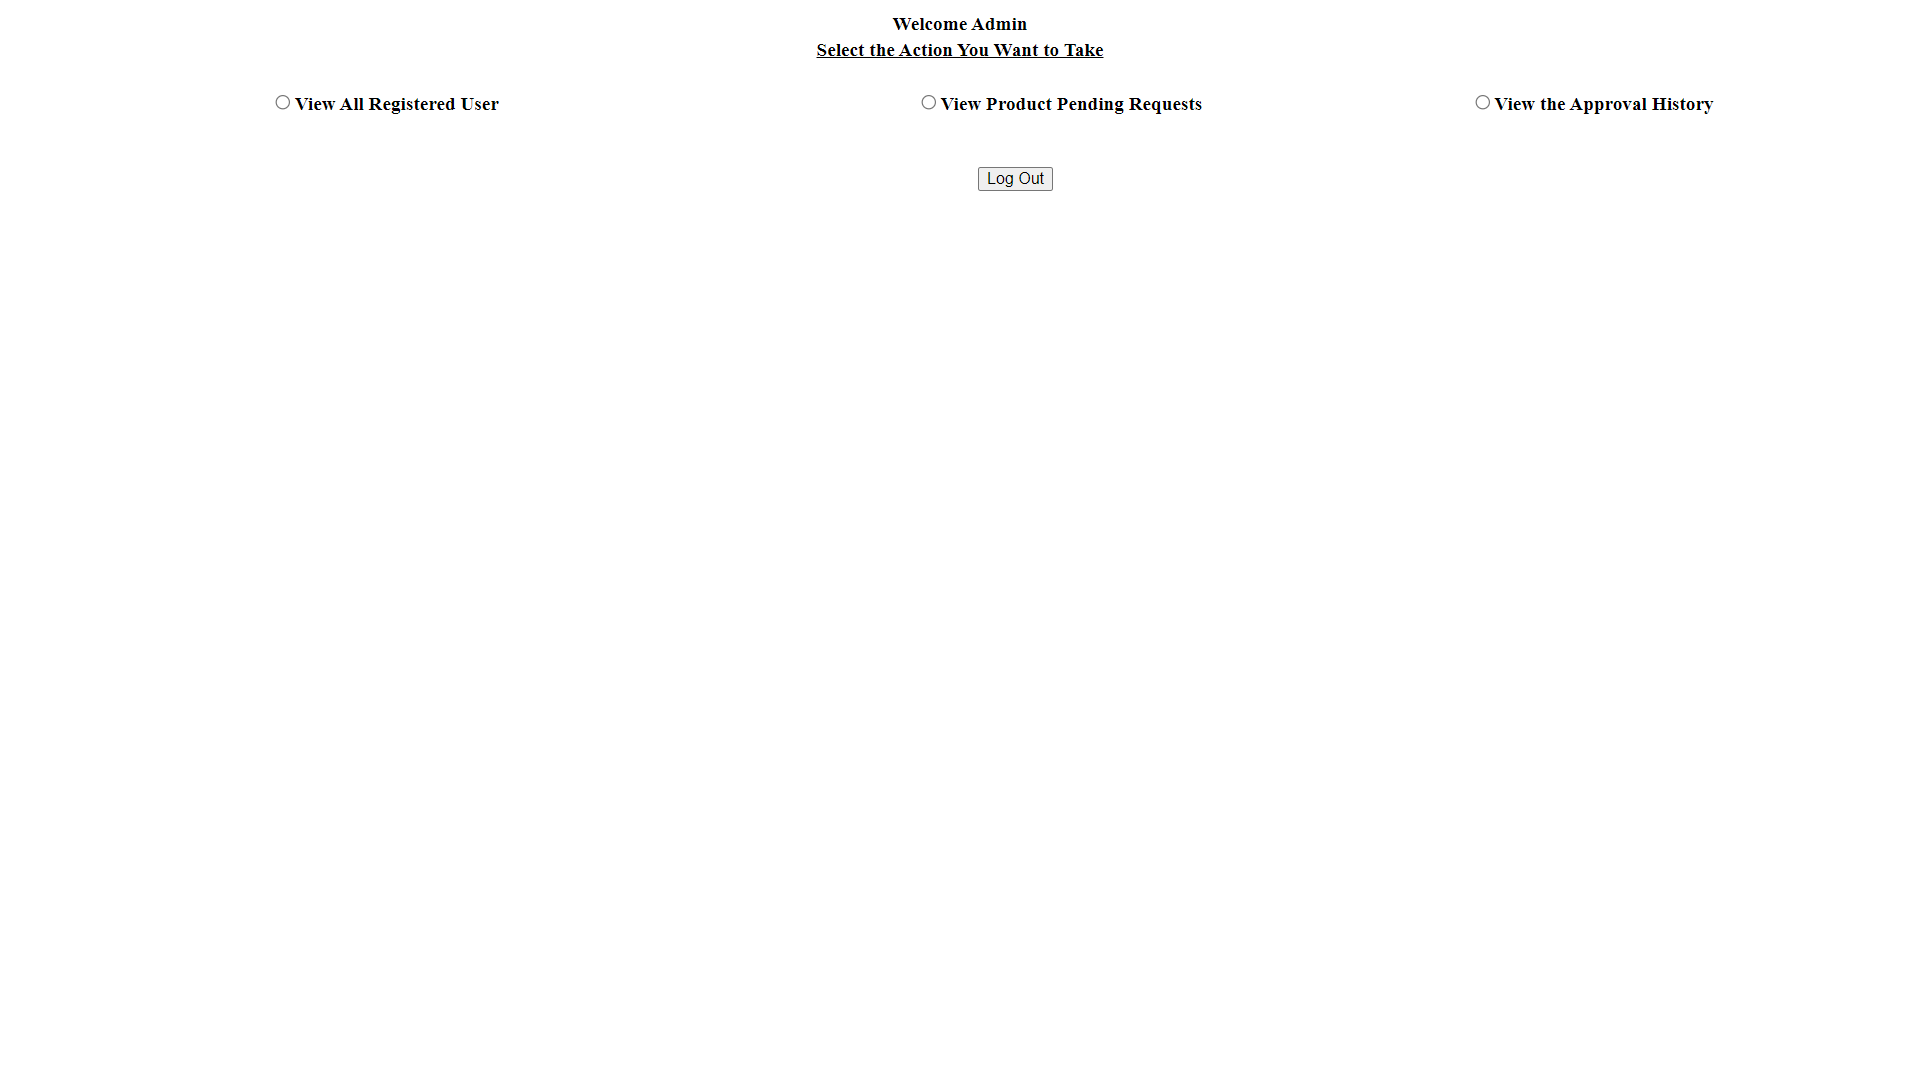 Welcome Admin
Select the Action You Want to Take
View All Registered User
View Product Pending Requests
View the Approval History
Log Out